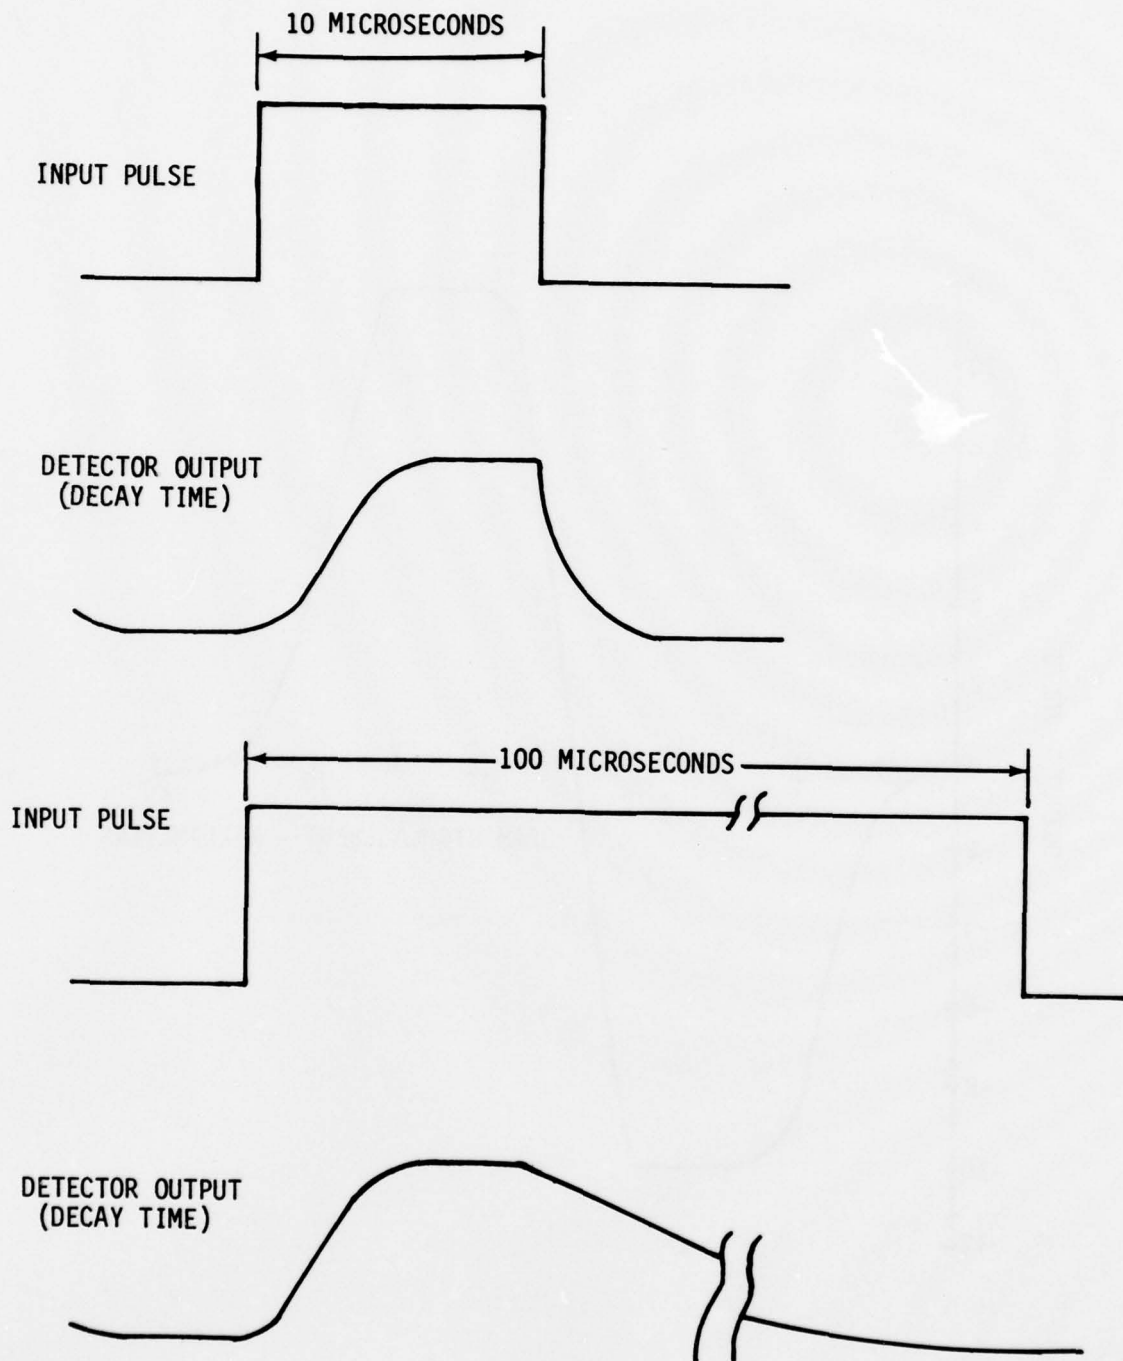 10 MICROSECONDS
INPUT PULSE
DETECTOR OUTPUT
(DECAY TIME)
100 MICROSECONDS
INPUT PULSE
DETECTOR OUTPUT
(DECAY TIME)